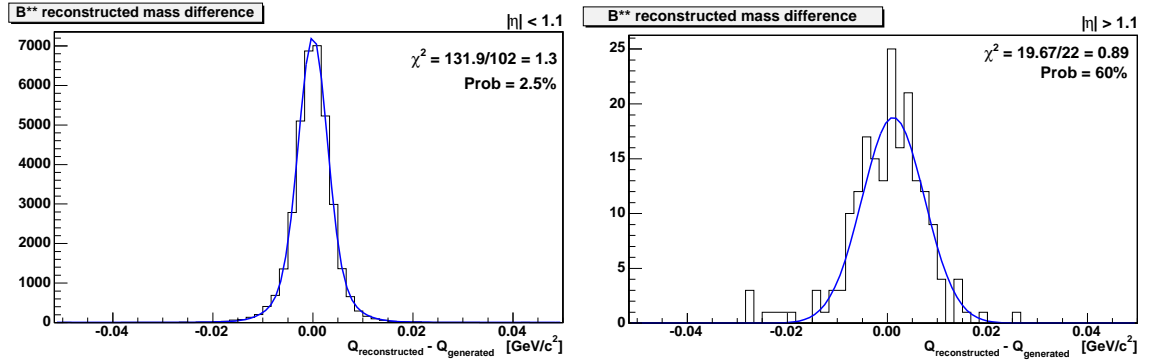 B** reconstructed mass difference
|η| < 1.1
χ² = 131.9/102 = 1.3
Prob = 2.5%
7000
6000
5000
4000
3000
2000
1000
0
-0.04 -0.02 0.00 0.02 0.04
Q_reconstructed - Q_generated [GeV/c²]
B** reconstructed mass difference
|η| > 1.1
χ² = 19.67/22 = 0.89
Prob = 60%
25
20
15
10
5
0
-0.04 -0.02 0.00 0.02 0.04
Q_reconstructed - Q_generated [GeV/c²]